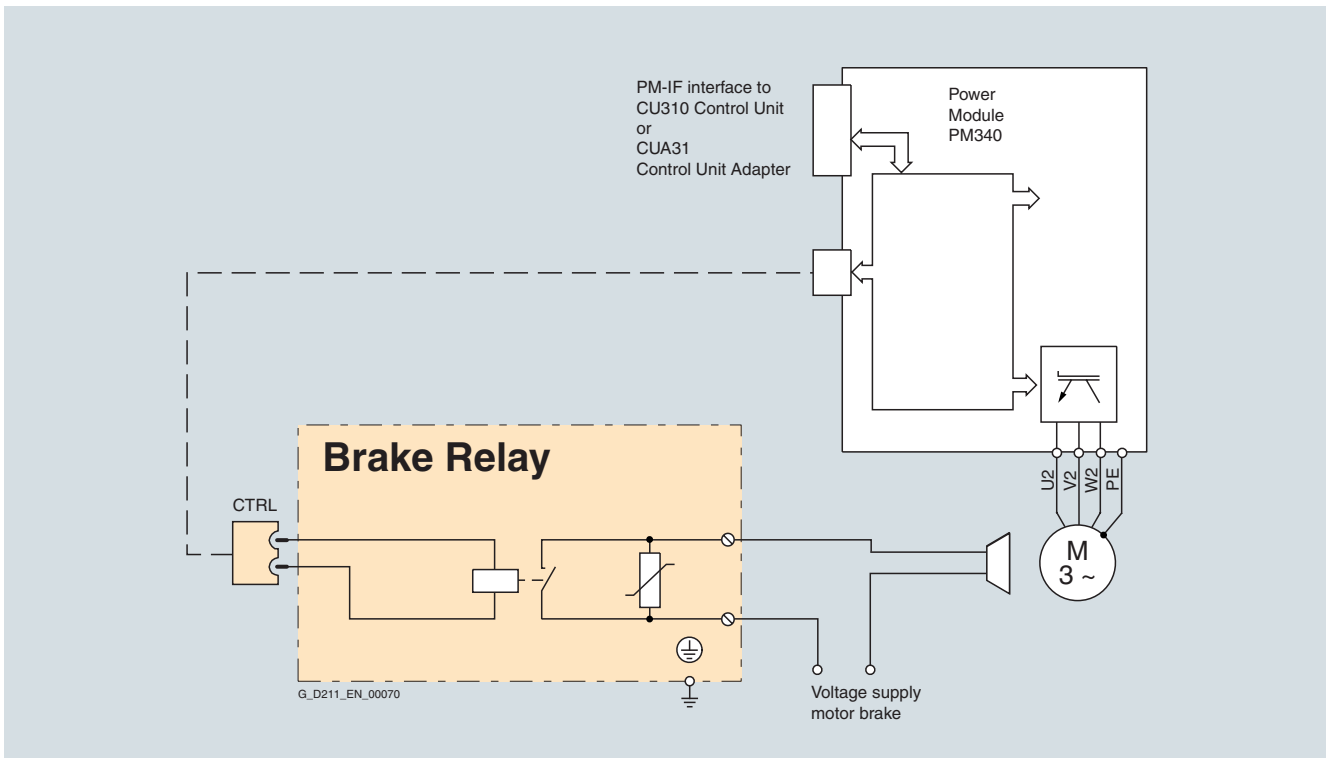 PM-IF interface to
CU310 Control Unit
or
CUA31
Control Unit Adapter
Power
Module
PM340
U2
V2
W2
PE
M
3 ~
Brake Relay
CTRL
G_D211_EN_00070
Voltage supply
motor brake